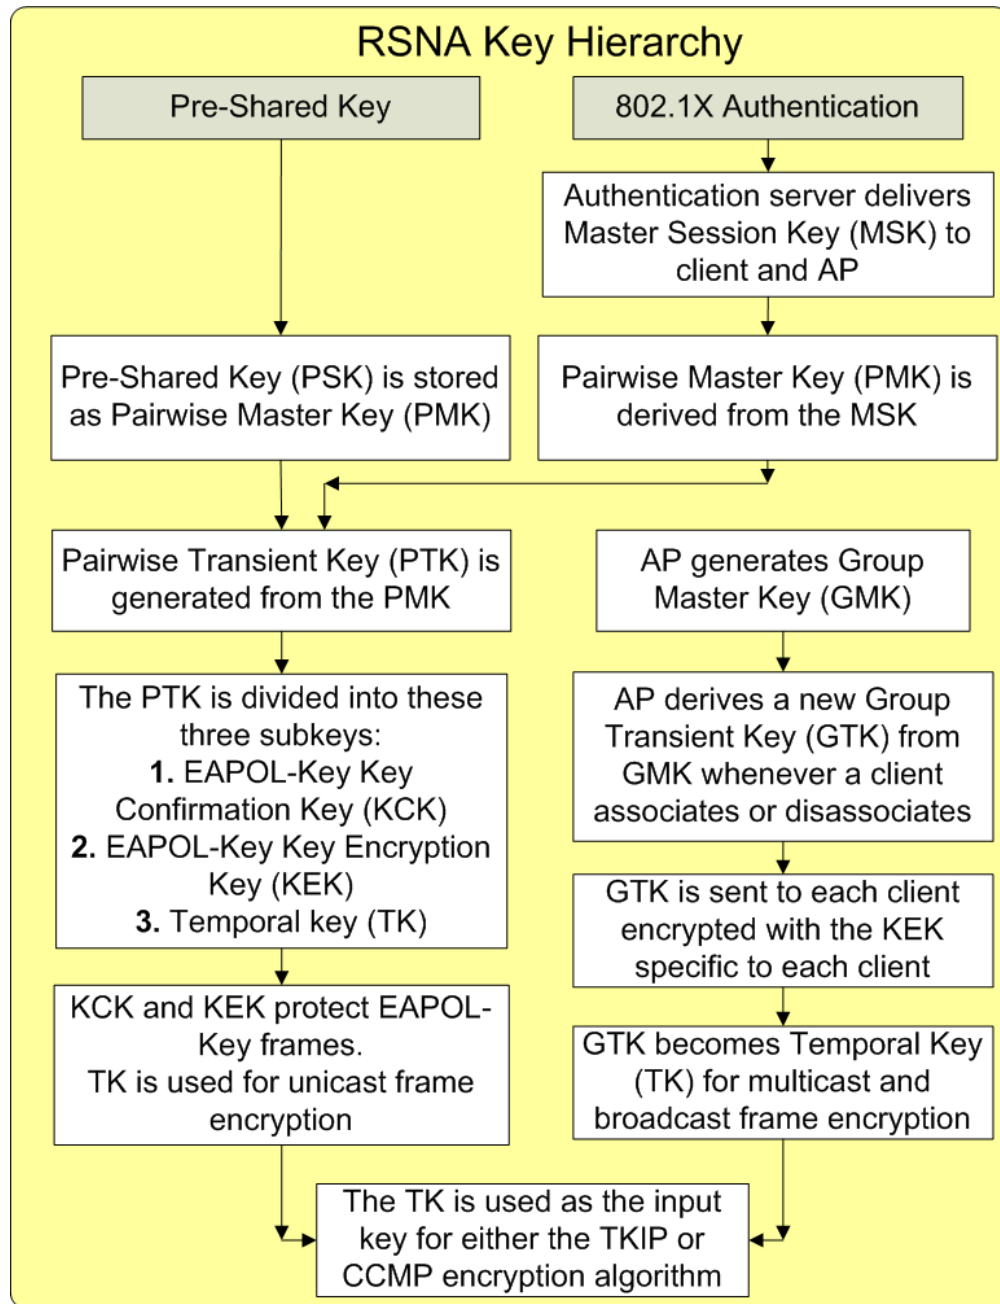 RSNA Key Hierarchy
Pre-Shared Key
802.1X Authentication
Authentication server delivers
Master Session Key (MSK) to
client and AP
Pre-Shared Key (PSK) is stored
as Pairwise Master Key (PMK)
Pairwise Master Key (PMK) is
derived from the MSK
Pairwise Transient Key (PTK) is
generated from the PMK
AP generates Group
Master Key (GMK)
The PTK is divided into these
three subkeys:
1. EAPOL-Key Key
Confirmation Key (KCK)
2. EAPOL-Key Key Encryption
Key (KEK)
3. Temporal key (TK)
AP derives a new Group
Transient Key (GTK) from
GMK whenever a client
associates or disassociates
GTK is sent to each client
encrypted with the KEK
specific to each client
KCK and KEK protect EAPOL-
Key frames.
TK is used for unicast frame
encryption
GTK becomes Temporal Key
(TK) for multicast and
broadcast frame encryption
The TK is used as the input
key for either the TKIP or
CCMP encryption algorithm